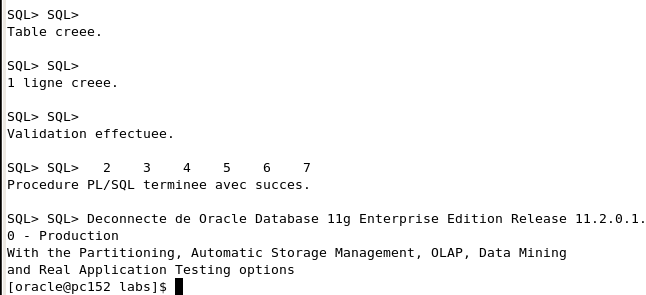 SQL> SQL>
Table creee.
SQL> SQL>
1 ligne creee.
SQL> SQL>
Validation effectuee.
SQL> SQL>   2    3    4    5    6    7
Procedure PL/SQL terminee avec succes.
SQL> SQL> Deconnecte de Oracle Database 11g Enterprise Edition Release 11.2.0.1.
0 - Production
With the Partitioning, Automatic Storage Management, OLAP, Data Mining
and Real Application Testing options
[oracle@pc152 labs]$